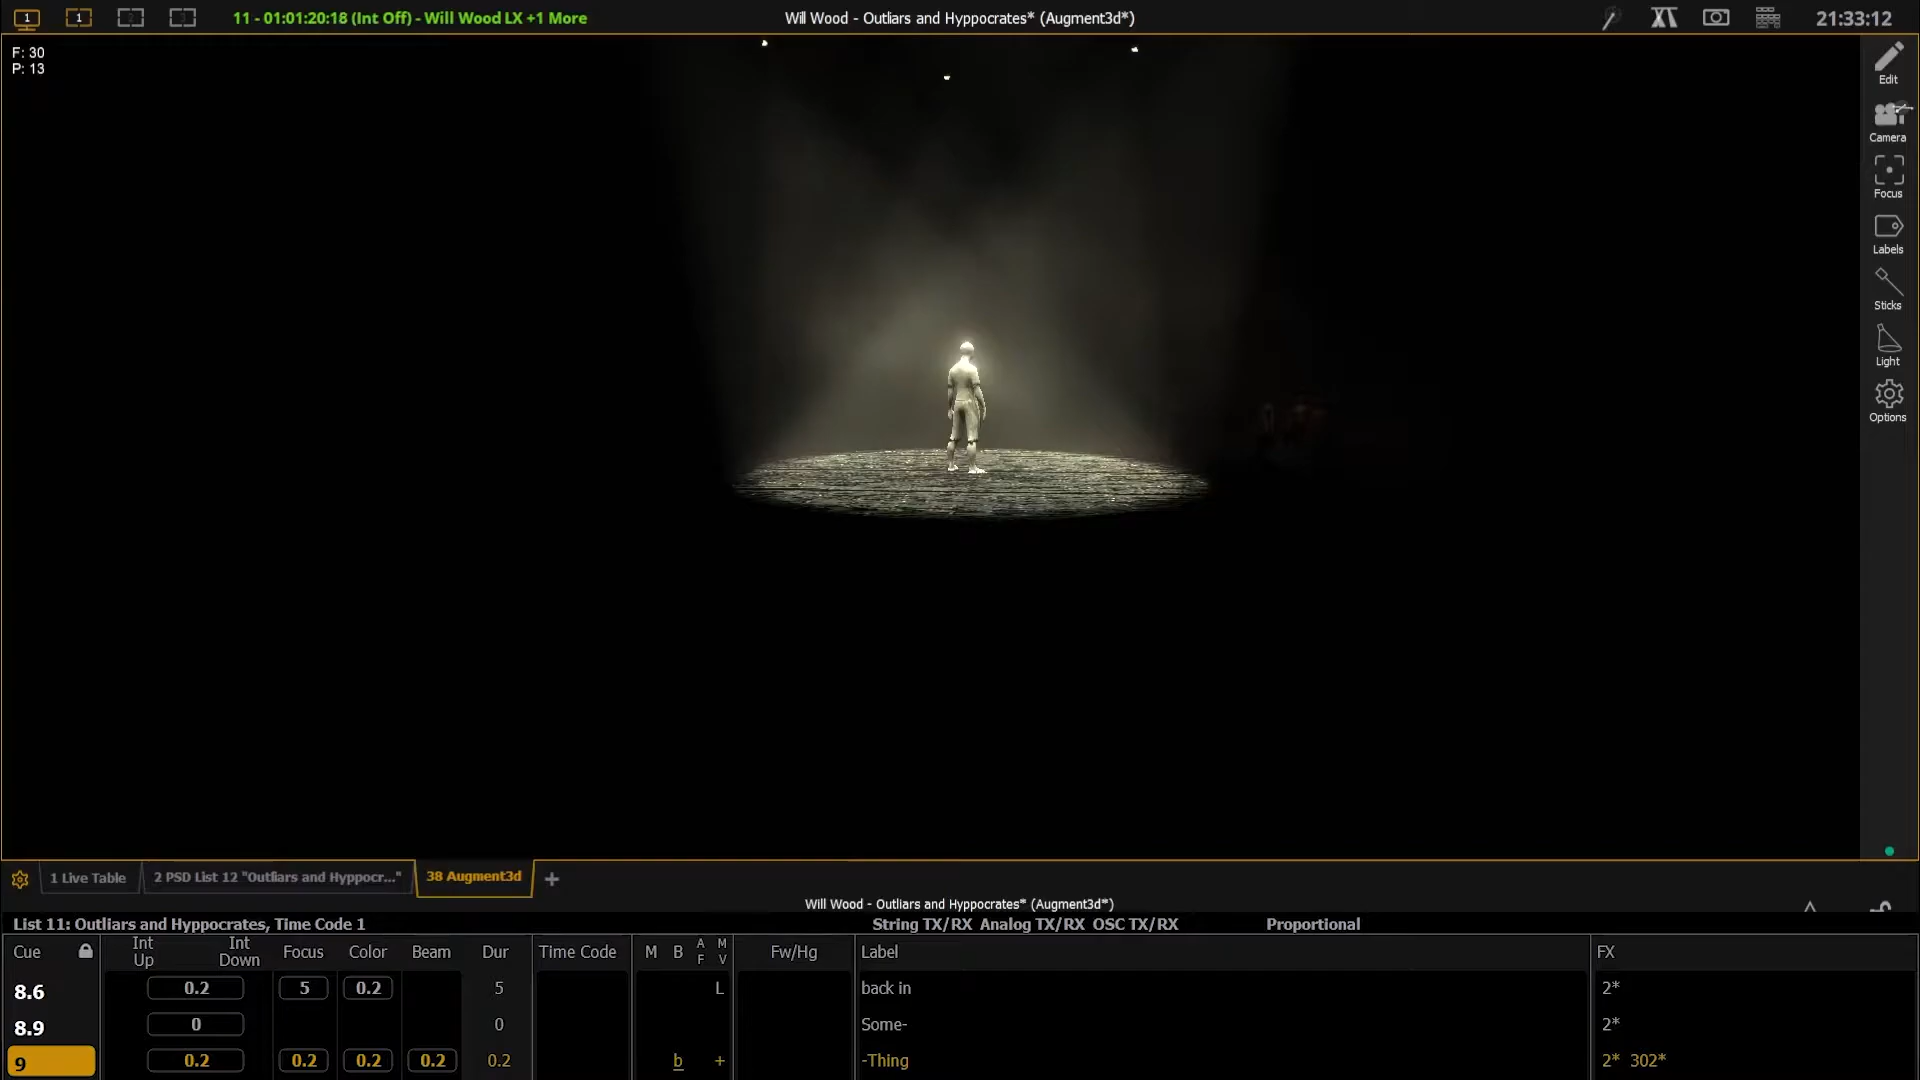 1
1
2
3
11 - 01:01:20:18 (Int Off) - Will Wood LX +1 More
Will Wood - Outliars and Hyppocrates* (Augment3d*)
21:33:12
F: 30
P: 13
Edit
Camera
Focus
Labels
Sticks
Light
Options
1 Live Table
2 PSD List 12 "Outliars and Hyppocr..."
38 Augment3d
+
Will Wood - Outliars and Hyppocrates* (Augment3d*)
List 11: Outliars and Hyppocrates, Time Code 1
String TX/RX Analog TX/RX OSC TX/RX
Proportional
Cue Int Up Int Down Focus Color Beam Dur Time Code M B A F M V Fw/Hg Label FX
8.6 0.2 5 0.2 5 L back in 2*
8.9 0 0 Some- 2*
9 0.2 0.2 0.2 0.2 0.2 b + -Thing 2* 302*